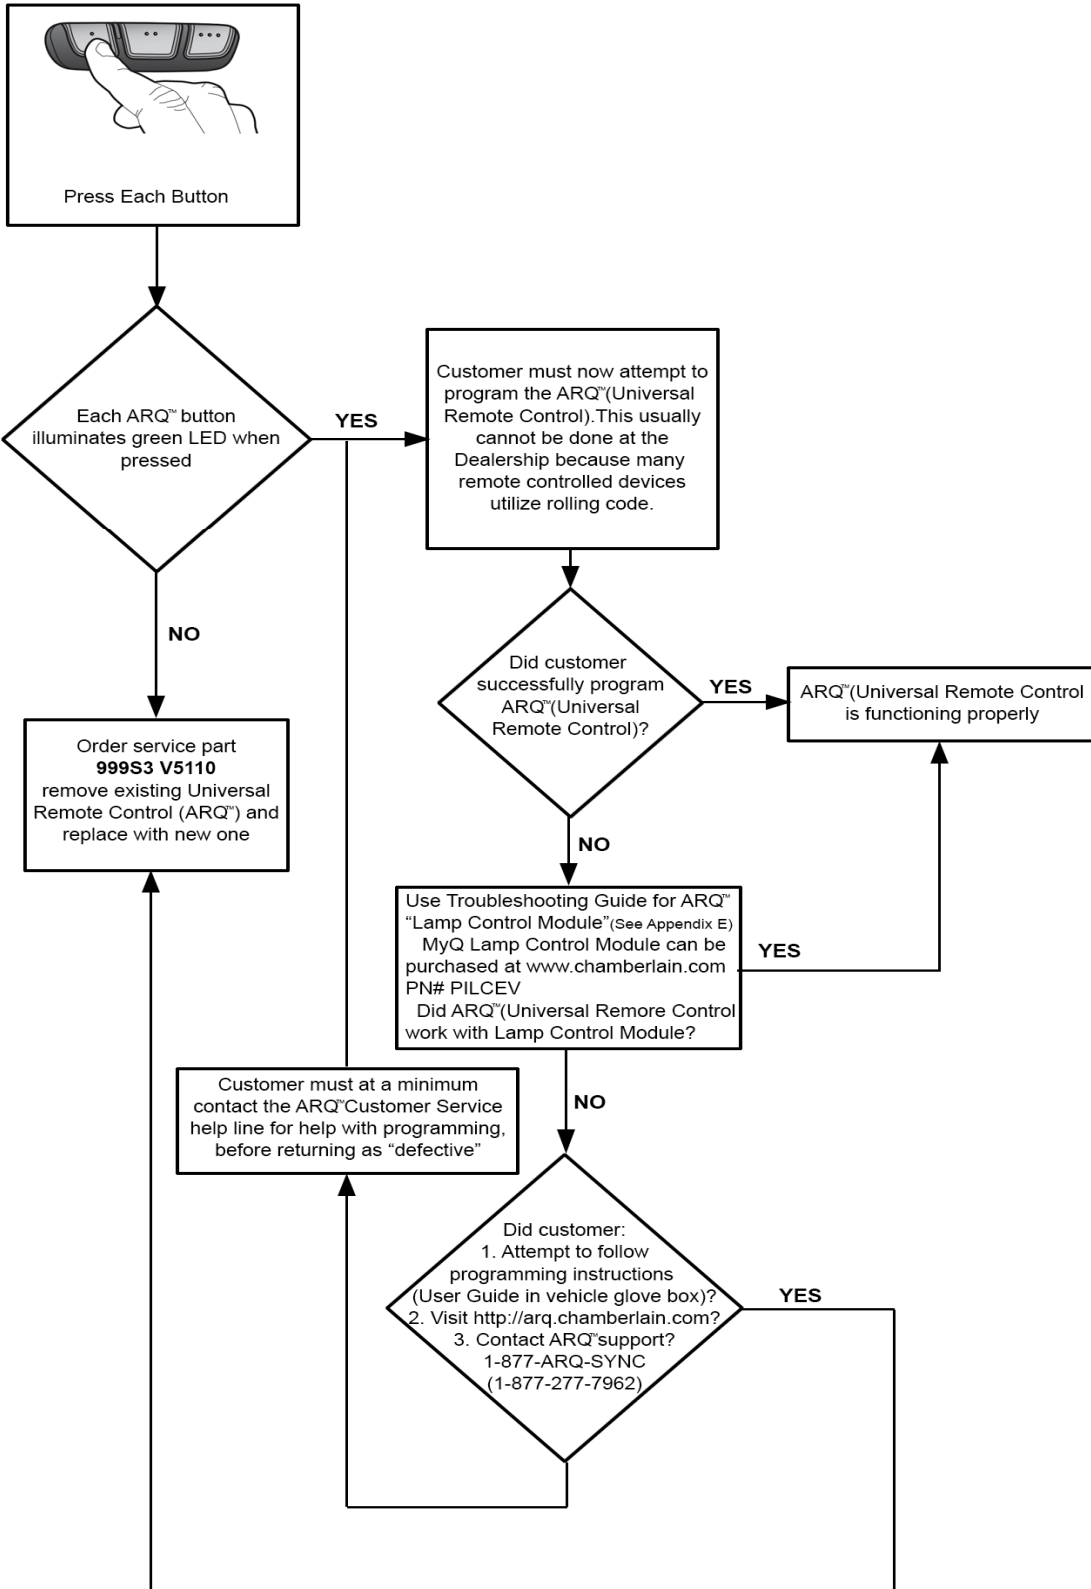 Press Each Button
Each ARQ™ button
illuminates green LED when
pressed
YES
Customer must now attempt to
program the ARQ™(Universal
Remote Control).This usually
cannot be done at the
Dealership because many
remote controlled devices
utilize rolling code.
NO
Order service part
999S3 V5110
remove existing Universal
Remote Control (ARQ™) and
replace with new one
Did customer
successfully program
ARQ™(Universal
Remote Control)?
YES
ARQ™(Universal Remote Control
is functioning properly
NO
Use Troubleshooting Guide for ARQ™
“Lamp Control Module”(See Appendix E)
MyQ Lamp Control Module can be
purchased at www.chamberlain.com
PN# PILCEV
Did ARQ™(Universal Remore Control
work with Lamp Control Module?
YES
NO
Customer must at a minimum
contact the ARQ™Customer Service
help line for help with programming,
before returning as “defective”
Did customer:
1. Attempt to follow
programming instructions
(User Guide in vehicle glove box)?
2. Visit http://arq.chamberlain.com?
3. Contact ARQ™support?
1-877-ARQ-SYNC
(1-877-277-7962)
YES